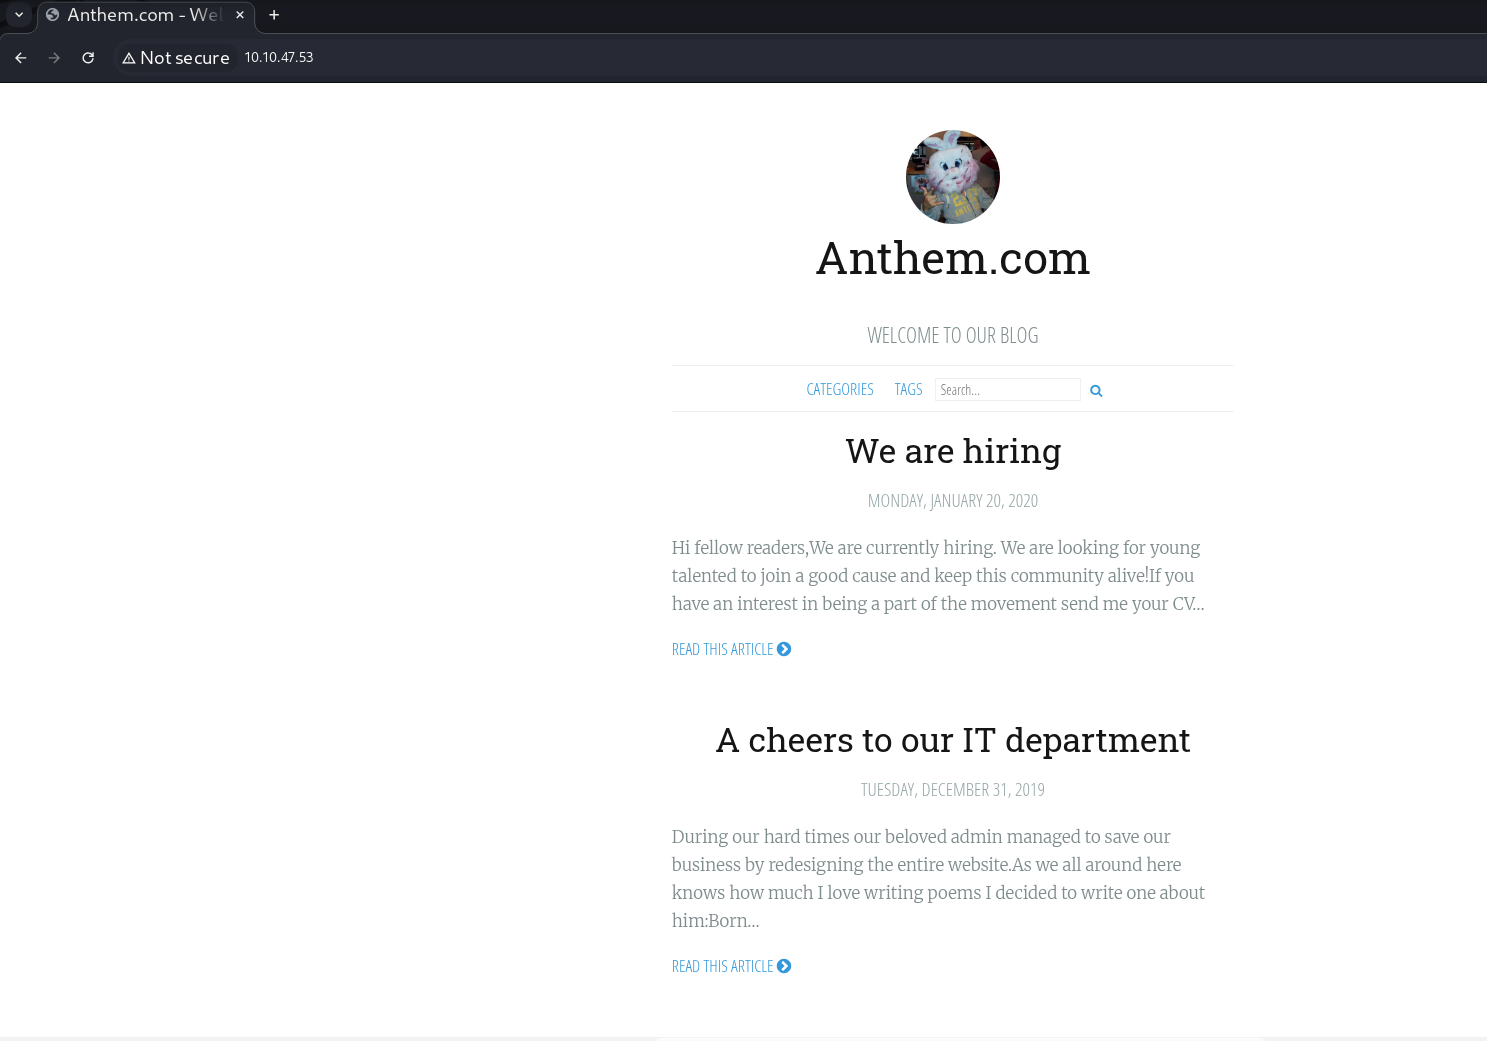 Anthem.com - Wel
Not secure 10.10.47.53
Anthem.com
WELCOME TO OUR BLOG
CATEGORIES TAGS Search...
We are hiring
MONDAY, JANUARY 20, 2020
Hi fellow readers,We are currently hiring. We are looking for young
talented to join a good cause and keep this community alive!If you
have an interest in being a part of the movement send me your CV...
READ THIS ARTICLE
A cheers to our IT department
TUESDAY, DECEMBER 31, 2019
During our hard times our beloved admin managed to save our
business by redesigning the entire website.As we all around here
knows how much I love writing poems I decided to write one about
him:Born...
READ THIS ARTICLE